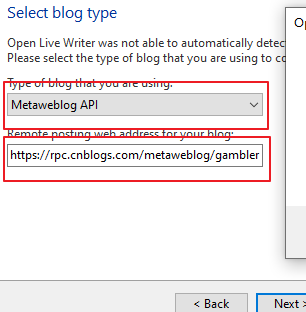 Select blog type
Op
Open Live Writer was not able to automatically detec
Please select the type of blog that you are using to co
Type of blog that you are using:
Metaweblog API
Remote posting web address for your blog:
https://rpc.cnblogs.com/metaweblog/gambler
< Back
Next >